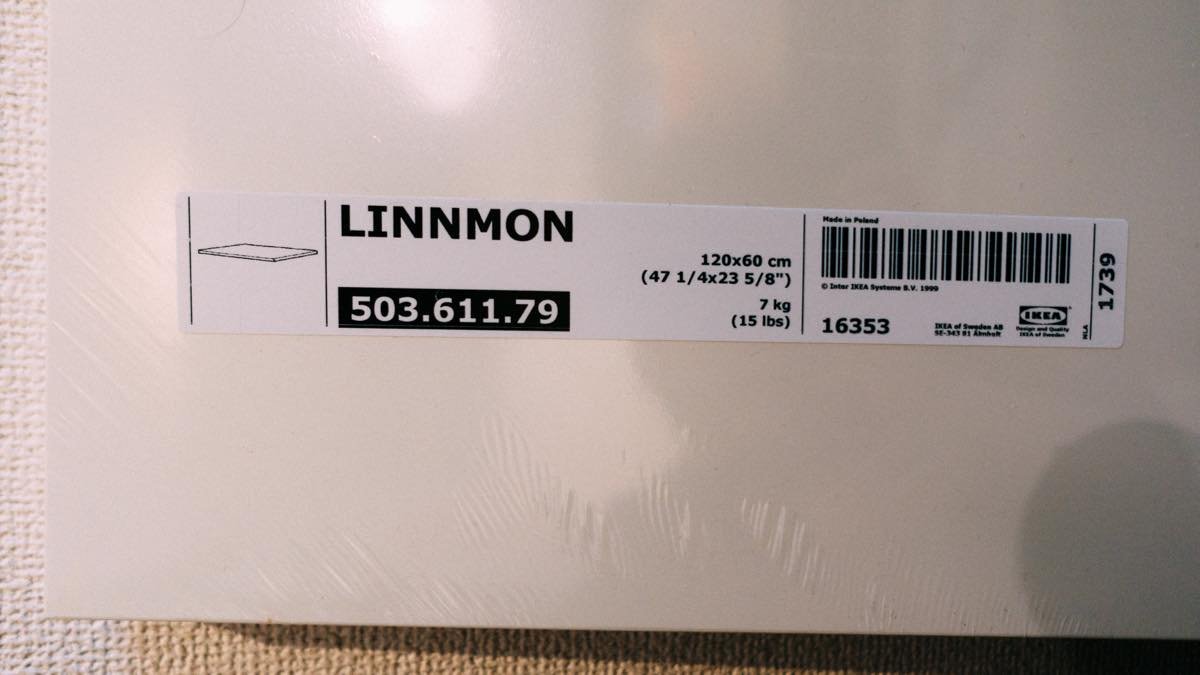 LINNMON
503.611.79
120x60 cm
(47 1/4x23 5/8")
7 kg
(15 lbs)
Made in Poland
© Inter IKEA Systems B.V. 1999
16353
IKEA of Sweden AB
SE-343 81 Älmhult
IKEA
Design and Quality
IKEA of Sweden
NLA
1739